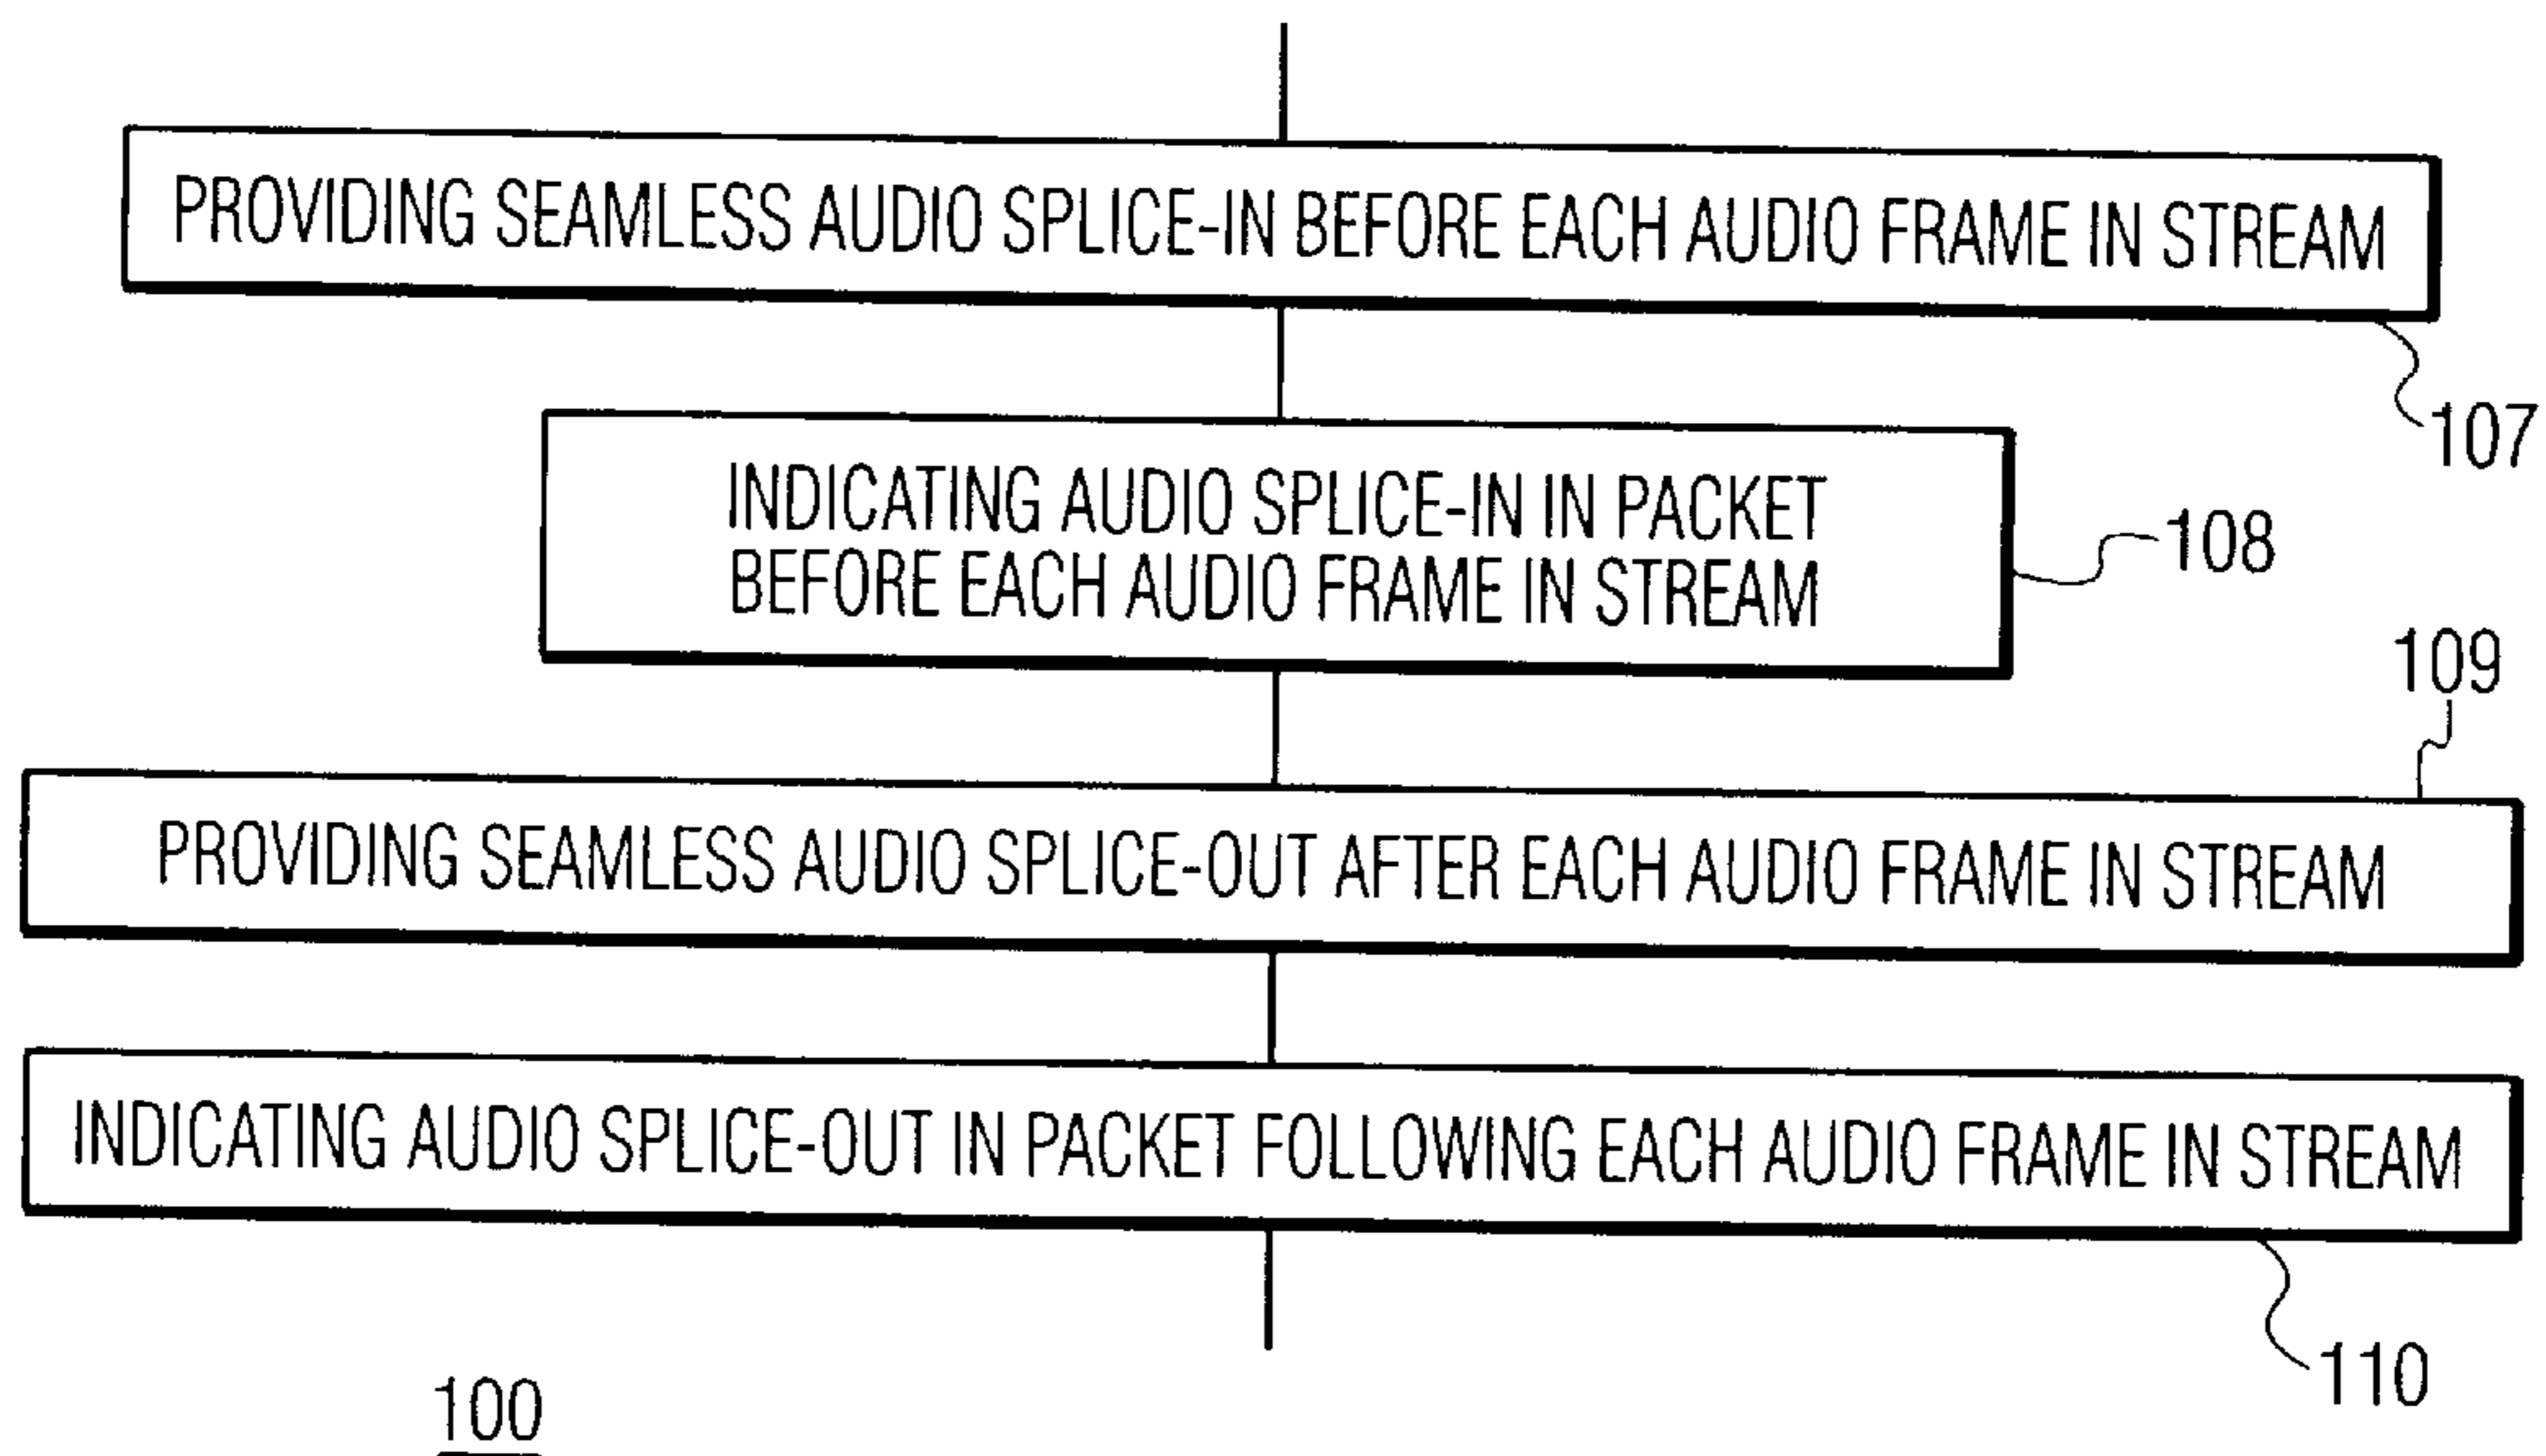 PROVIDING SEAMLESS AUDIO SPLICE-IN BEFORE EACH AUDIO FRAME IN STREAM
107
INDICATING AUDIO SPLICE-IN IN PACKET
BEFORE EACH AUDIO FRAME IN STREAM
108
109
PROVIDING SEAMLESS AUDIO SPLICE-OUT AFTER EACH AUDIO FRAME IN STREAM
INDICATING AUDIO SPLICE-OUT IN PACKET FOLLOWING EACH AUDIO FRAME IN STREAM
110
100